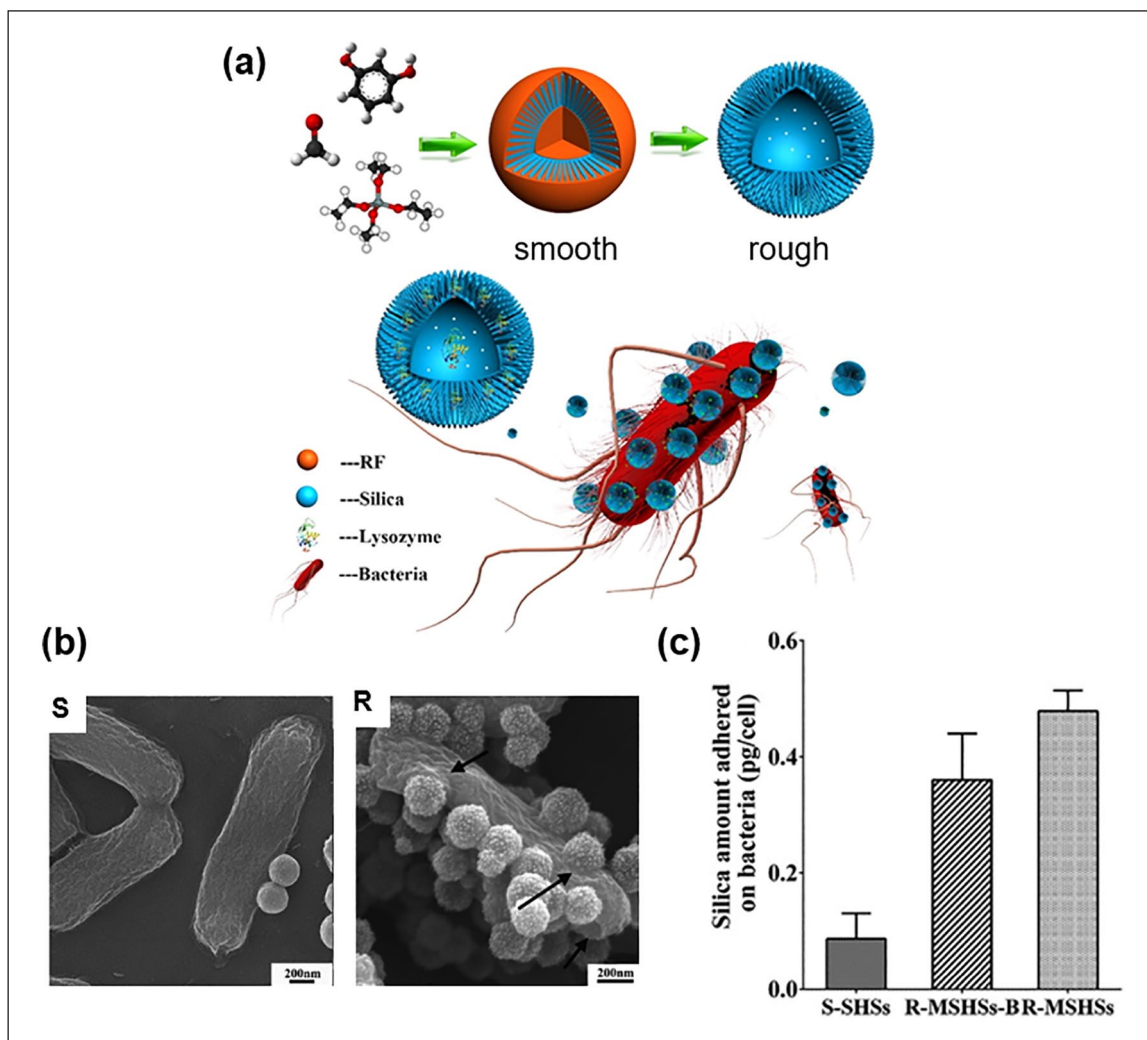 (a)
smooth
rough
---RF
---Silica
---Lysozyme
---Bacteria
(b)
S
200nm
R
200nm
(c)
Silica amount adhered
on bacteria (pg/cell)
0.6
0.4
0.2
0.0
S-SHSs R-MSHSs-B R-MSHSs